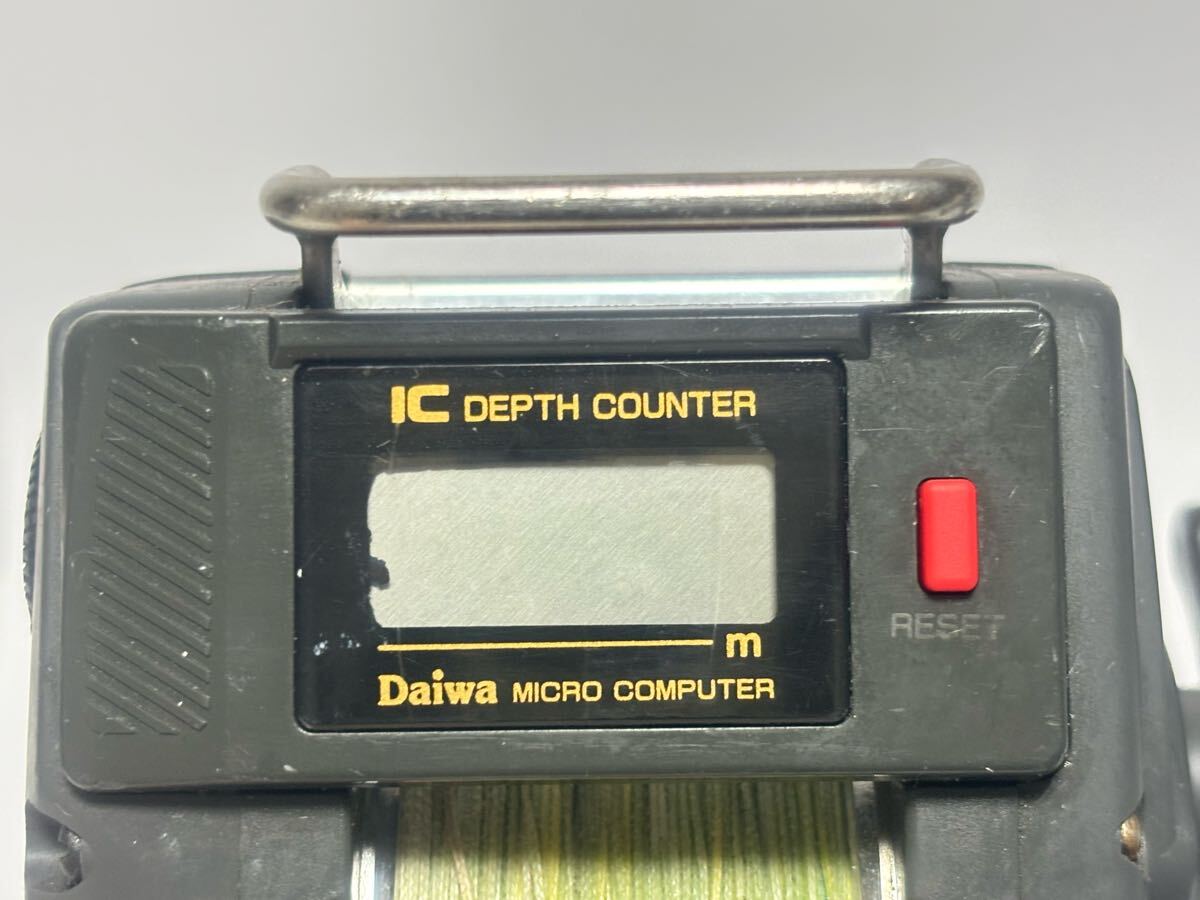 IC DEPTH COUNTER
m
Daiwa MICRO COMPUTER
RESET